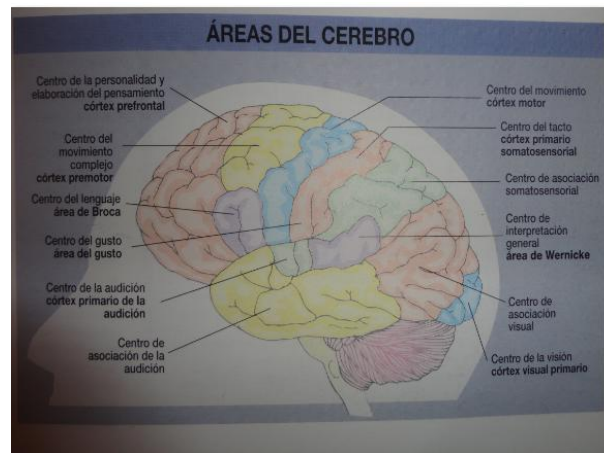 ÁREAS DEL CEREBRO
Centro de la personalidad y
elaboración del pensamiento
córtex prefrontal
Centro del
movimiento
complejo
córtex premotor
Centro del lenguaje
área de Broca
Centro del gusto
área del gusto
Centro de la audición
córtex primario de la
audición
Centro de
asociación de la
audición
Centro del movimiento
córtex motor
Centro del tacto
córtex primario
somatosensorial
Centro de asociación
somatosensorial
Centro de
interpretación
general
área de Wernicke
Centro de
asociación
visual
Centro de la visión
córtex visual primario